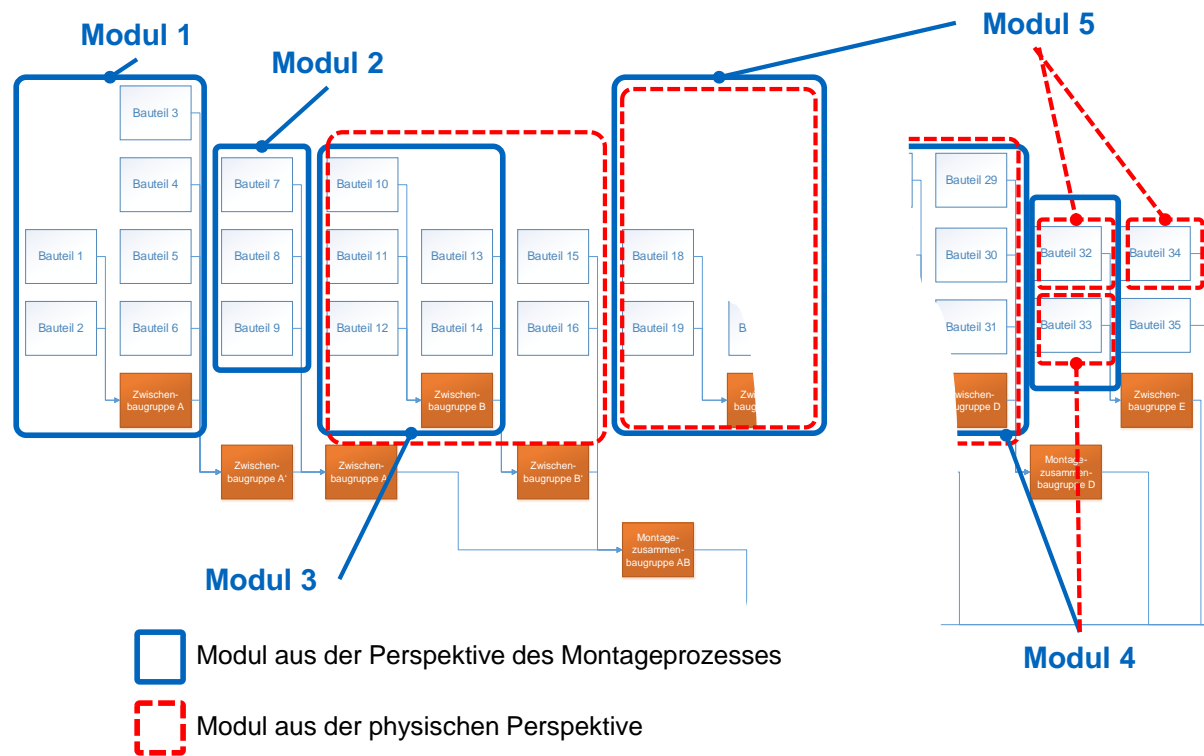 Modul 1
Modul 2
Modul 5
Bauteil 3
Bauteil 4
Bauteil 7
Bauteil 10
Bauteil 29
Bauteil 1
Bauteil 5
Bauteil 8
Bauteil 11
Bauteil 13
Bauteil 15
Bauteil 18
Bauteil 30
Bauteil 32
Bauteil 34
Bauteil 2
Bauteil 6
Bauteil 9
Bauteil 12
Bauteil 14
Bauteil 16
Bauteil 19
Bauteil 31
Bauteil 33
Bauteil 35
Zwischen-
baugruppe A
Zwischen-
baugruppe B
baugruppe D
Zwischen-
baugruppe E
Zwischen-
baugruppe A'
Zwischen-
baugruppe A
Zwischen-
baugruppe B'
Montage-
zusammen-
baugruppe D
Montage-
zusammen-
baugruppe AB
Modul 3
Modul 4
Modul aus der Perspektive des Montageprozesses
Modul aus der physischen Perspektive